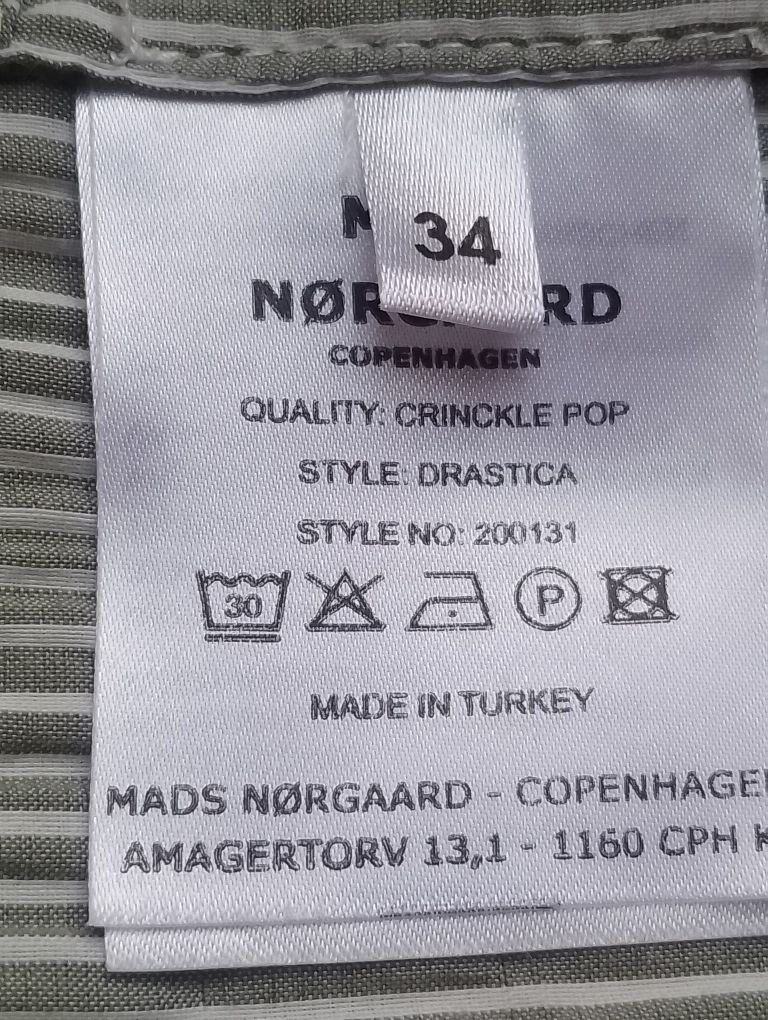 34
COPENHAGEN
QUALITY: CRINCKLE POP
STYLE: DRASTICA
STYLE NO: 200131
30 P
MADE IN TURKEY
MADS NØRGAARD - COPENHAGEN
AMAGERTORV 13,1 - 1160 CPH K